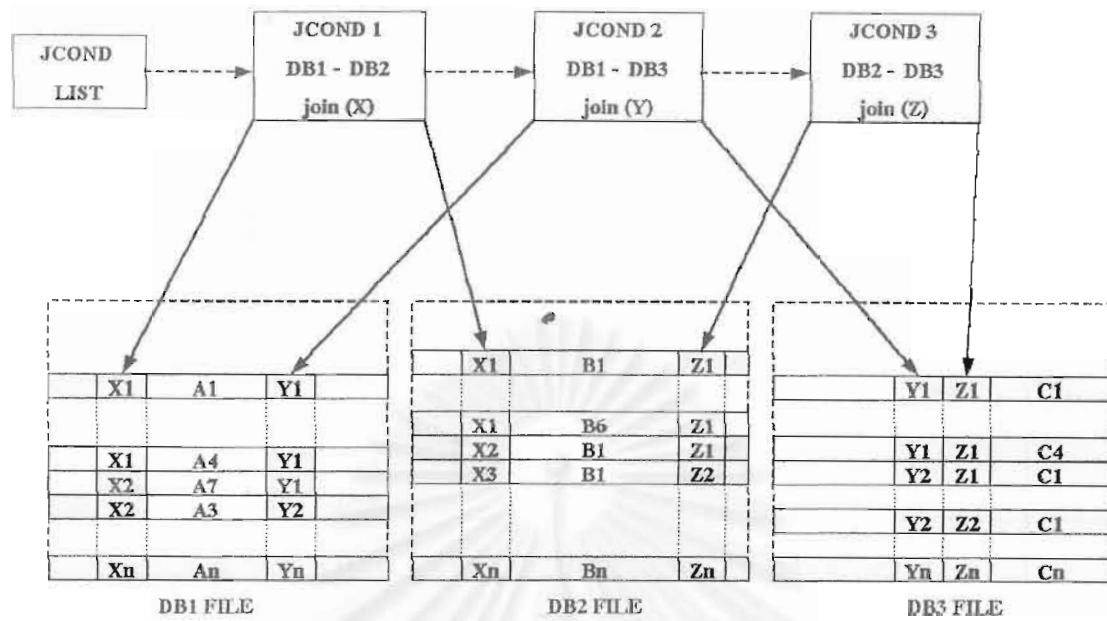 JCOND
LIST
JCOND 1
DB1 - DB2
join (X)
JCOND 2
DB1 - DB3
join (Y)
JCOND 3
DB2 - DB3
join (Z)
X1 A1 Y1
X1 A4 Y1
X2 A7 Y1
X2 A3 Y2
Xn An Yn
DB1 FILE
X1 B1 Z1
X1 B6 Z1
X2 B1 Z1
X3 B1 Z2
Xn Bn Zn
DB2 FILE
Y1 Z1 C1
Y1 Z1 C4
Y2 Z1 C1
Y2 Z2 C1
Yn Zn Cn
DB3 FILE